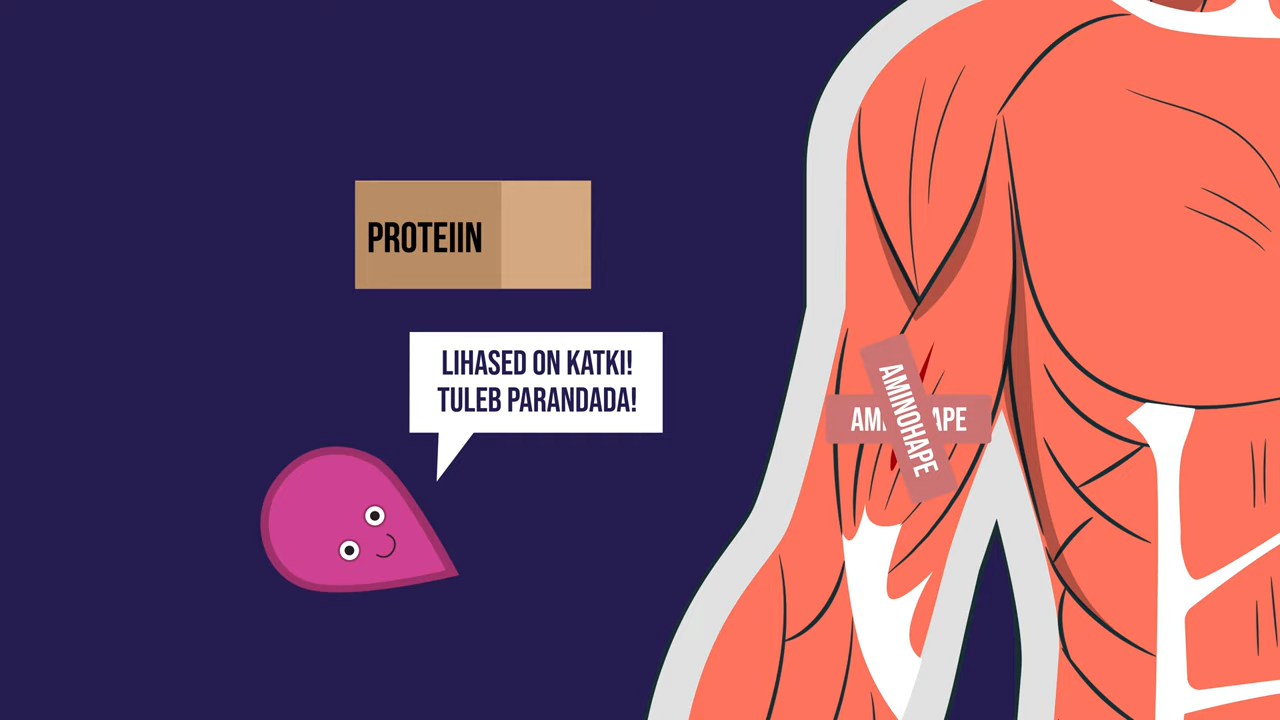 PROTEIIN
LIHASED ON KATKI!
TULEB PARANDADA!
AMINOHAPE